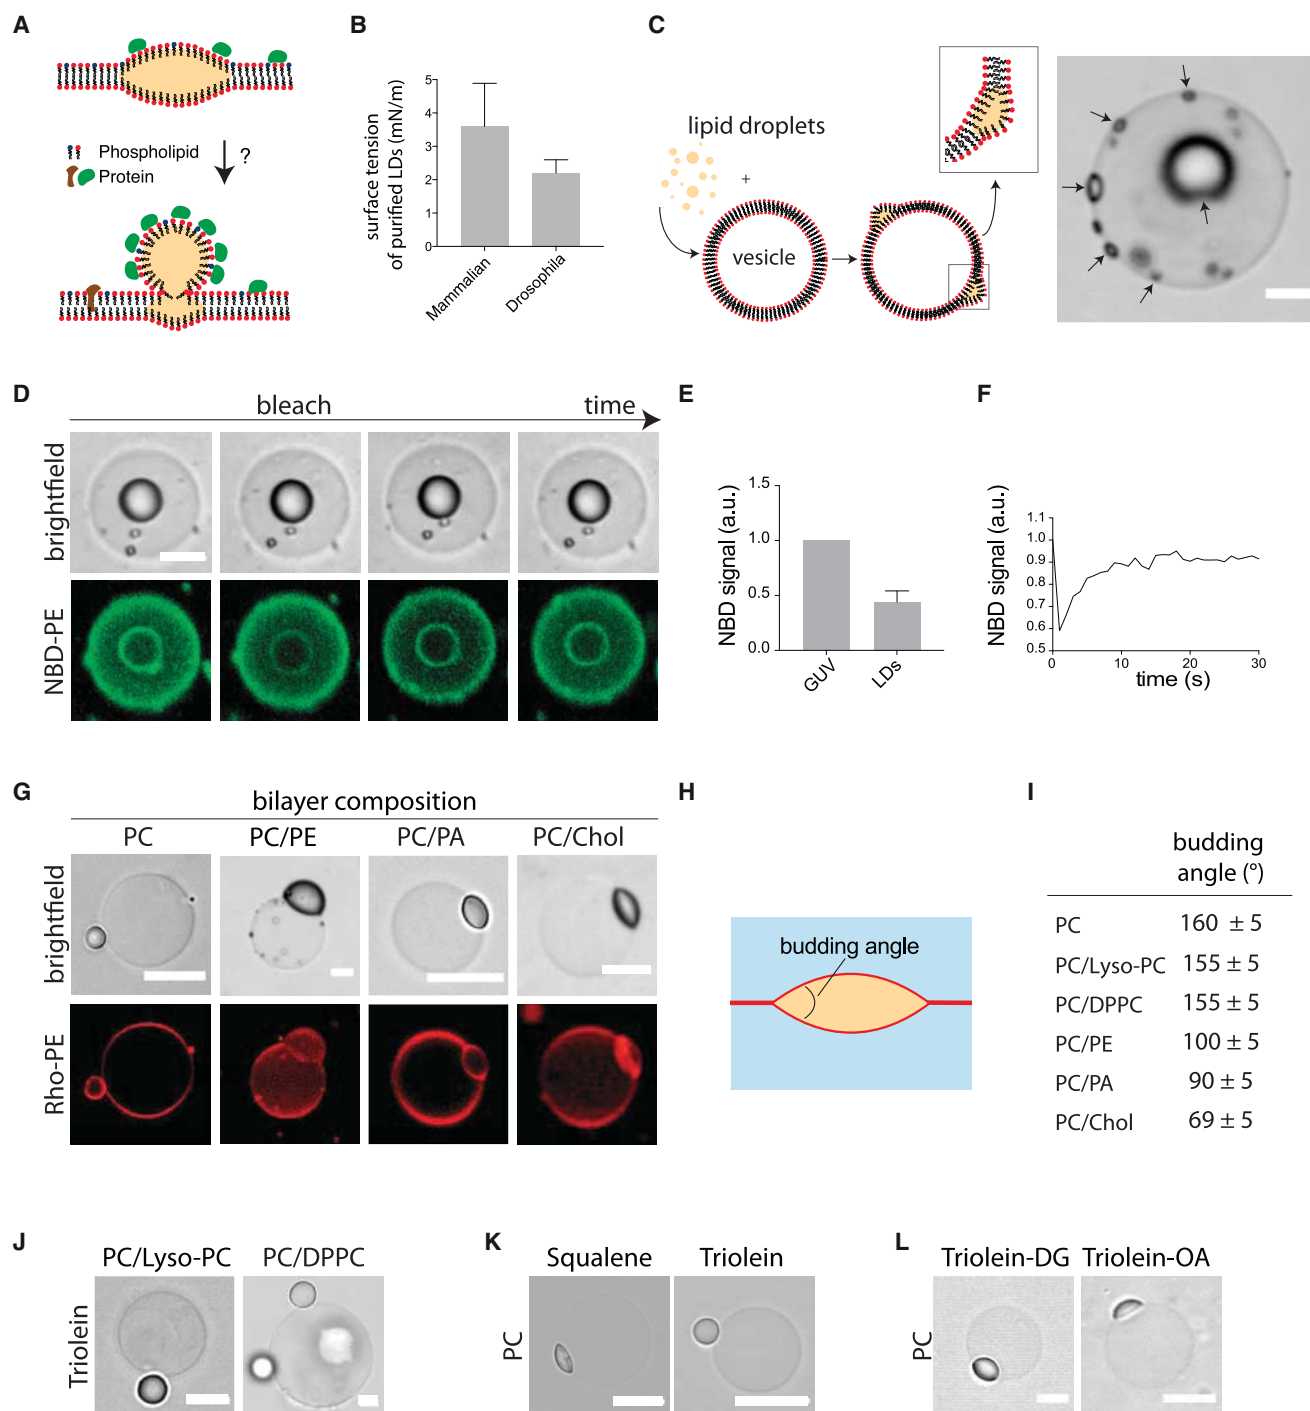 A
Phospholipid
Protein
?
B
surface tension
of purified LDs (mN/m)
5
4
3
2
1
0
Mammalian
Drosophila
C
lipid droplets
+
vesicle
D
bleach
time
brightfield
NBD-PE
E
NBD signal (a.u.)
1.5
1.0
0.5
0.0
GUV
LDs
F
NBD signal (a.u.)
1.1
1.0
0.9
0.8
0.7
0.6
0.5
0
10
20
30
time (s)
G
bilayer composition
PC
PC/PE
PC/PA
PC/Chol
brightfield
Rho-PE
H
budding angle
I
budding
angle (°)
PC 160 ± 5
PC/Lyso-PC 155 ± 5
PC/DPPC 155 ± 5
PC/PE 100 ± 5
PC/PA 90 ± 5
PC/Chol 69 ± 5
J
PC/Lyso-PC
PC/DPPC
Triolein
K
Squalene
Triolein
PC
L
Triolein-DG
Triolein-OA
PC